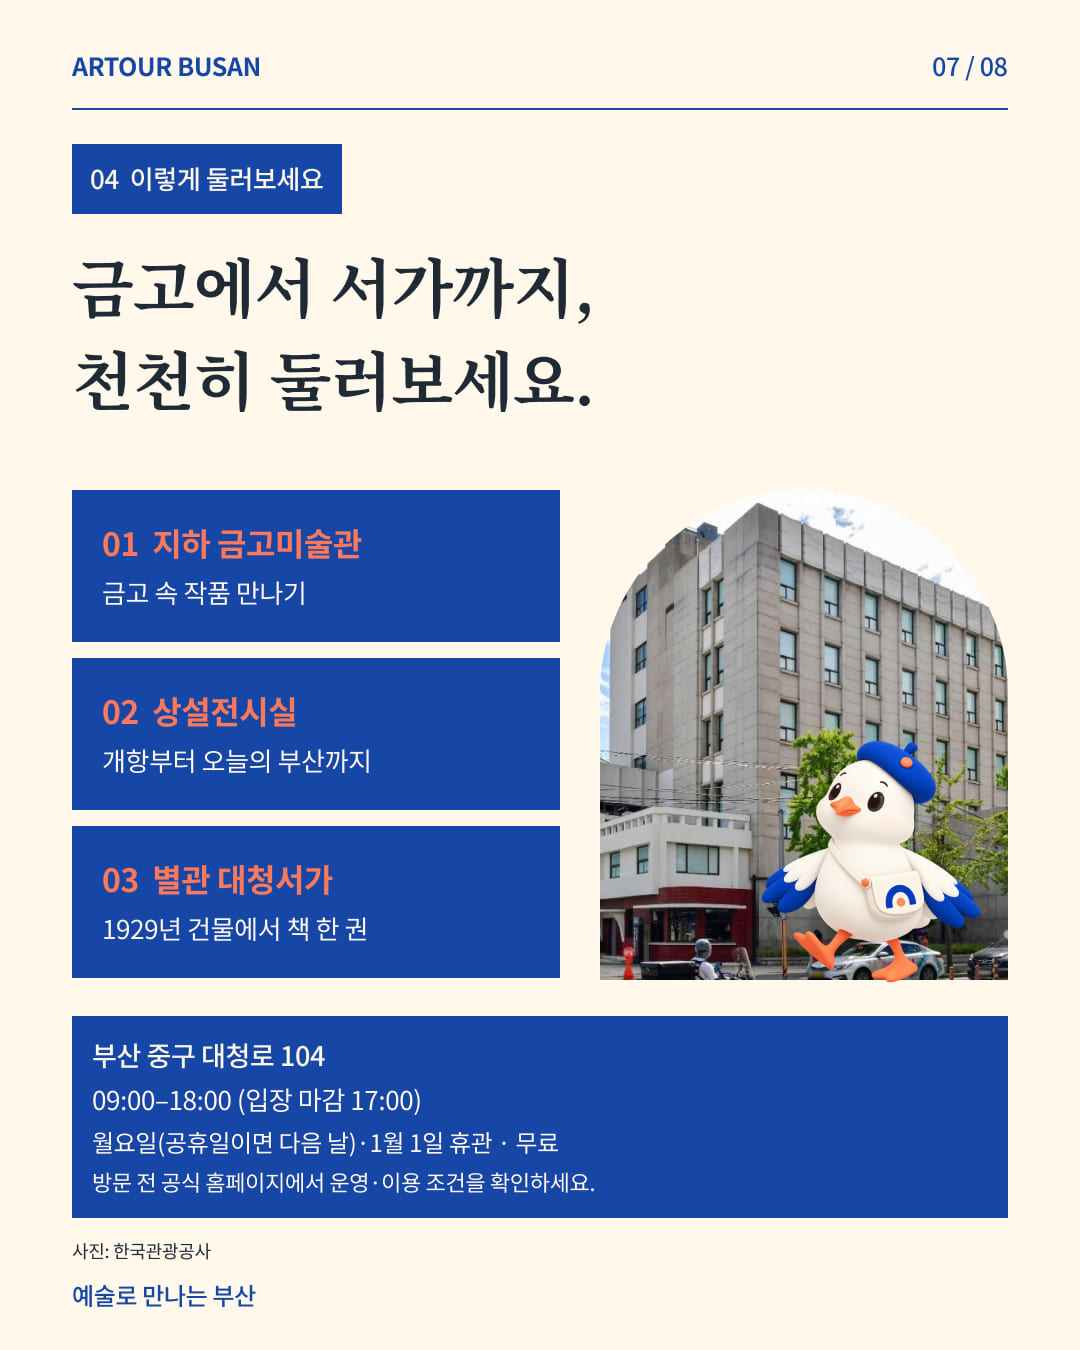 ARTOUR BUSAN
07 / 08
04 이렇게 둘러보세요
금고에서 서가까지,
천천히 둘러보세요.
01 지하 금고미술관
금고 속 작품 만나기
02 상설전시실
개항부터 오늘의 부산까지
03 별관 대청서가
1929년 건물에서 책 한 권
부산 중구 대청로 104
09:00–18:00 (입장 마감 17:00)
월요일(공휴일이면 다음 날)·1월 1일 휴관 · 무료
방문 전 공식 홈페이지에서 운영·이용 조건을 확인하세요.
사진: 한국관광공사
예술로 만나는 부산